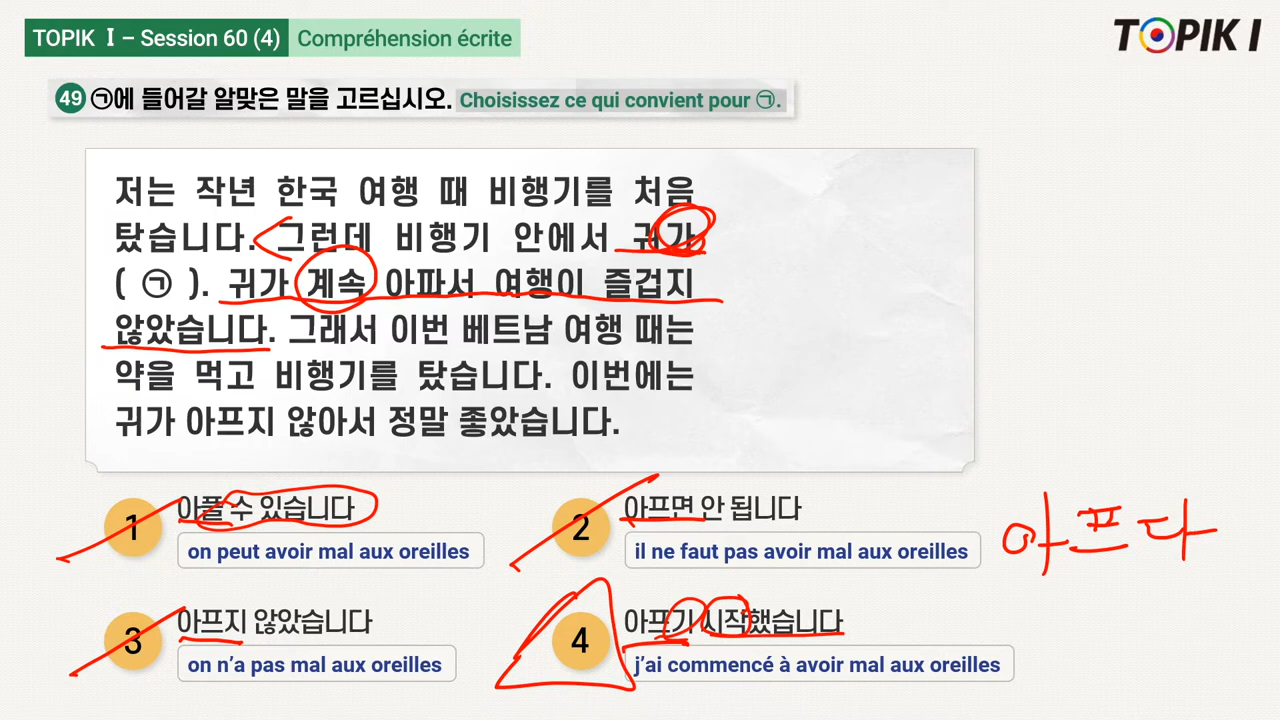 TOPIK Ⅰ – Session 60 (4) Compréhension écrite
TOPIK I
49 ㉠에 들어갈 알맞은 말을 고르십시오. Choisissez ce qui convient pour ㉠.
저는 작년 한국 여행 때 비행기를 처음
탔습니다. 그런데 비행기 안에서 귀가
( ㉠ ). 귀가 계속 아파서 여행이 즐겁지
않았습니다. 그래서 이번 베트남 여행 때는
약을 먹고 비행기를 탔습니다. 이번에는
귀가 아프지 않아서 정말 좋았습니다.
1 아플 수 있습니다
on peut avoir mal aux oreilles
2 아프면 안 됩니다
il ne faut pas avoir mal aux oreilles
아프다
3 아프지 않았습니다
on n’a pas mal aux oreilles
4 아프기 시작했습니다
j’ai commencé à avoir mal aux oreilles